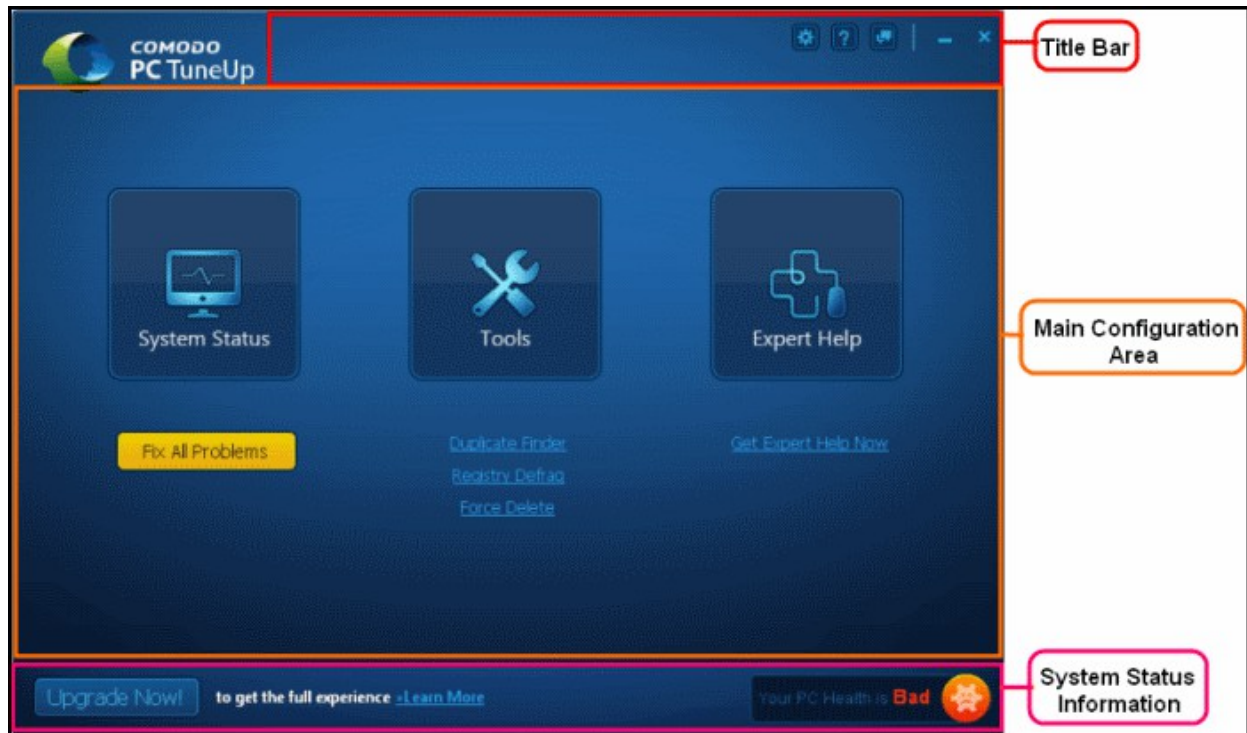 COMODO
PC TuneUp
?
Title Bar
System Status
Tools
Expert Help
Main Configuration
Area
Fix All Problems
Duplicate Finder
Get Expert Help Now
Registry Defrag
Force Delete
Upgrade Now!
to get the full experience »Learn More
Your PC Health is Bad
System Status
Information